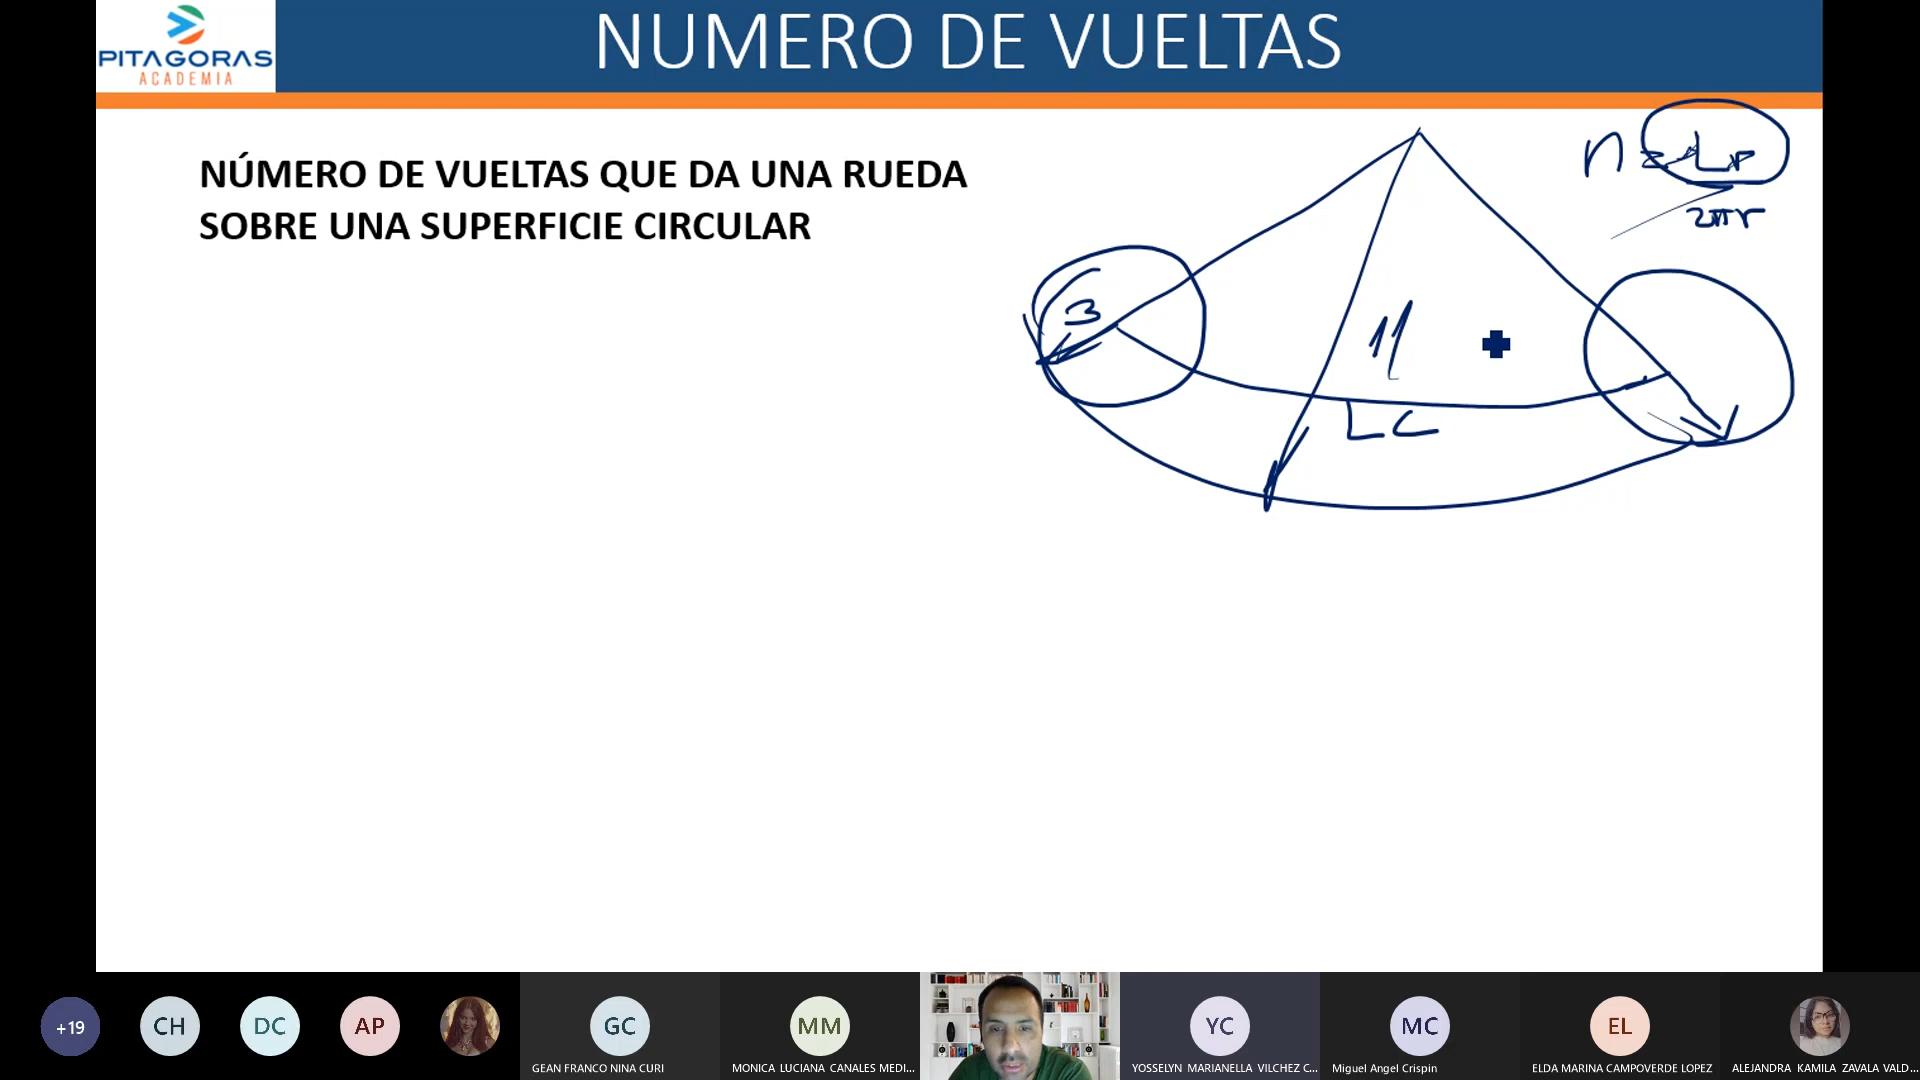 PITAGORAS
ACADEMIA
NUMERO DE VUELTAS
NÚMERO DE VUELTAS QUE DA UNA RUEDA
SOBRE UNA SUPERFICIE CIRCULAR
n = Lr
2πr
3
11
LC
+19
CH
DC
AP
GC
GEAN FRANCO NINA CURI
MM
MONICA LUCIANA CANALES MEDI...
YC
YOSSELYN MARIANELLA VILCHEZ C...
MC
Miguel Angel Crispin
EL
ELDA MARINA CAMPOVERDE LOPEZ
ALEJANDRA KAMILA ZAVALA VALD...